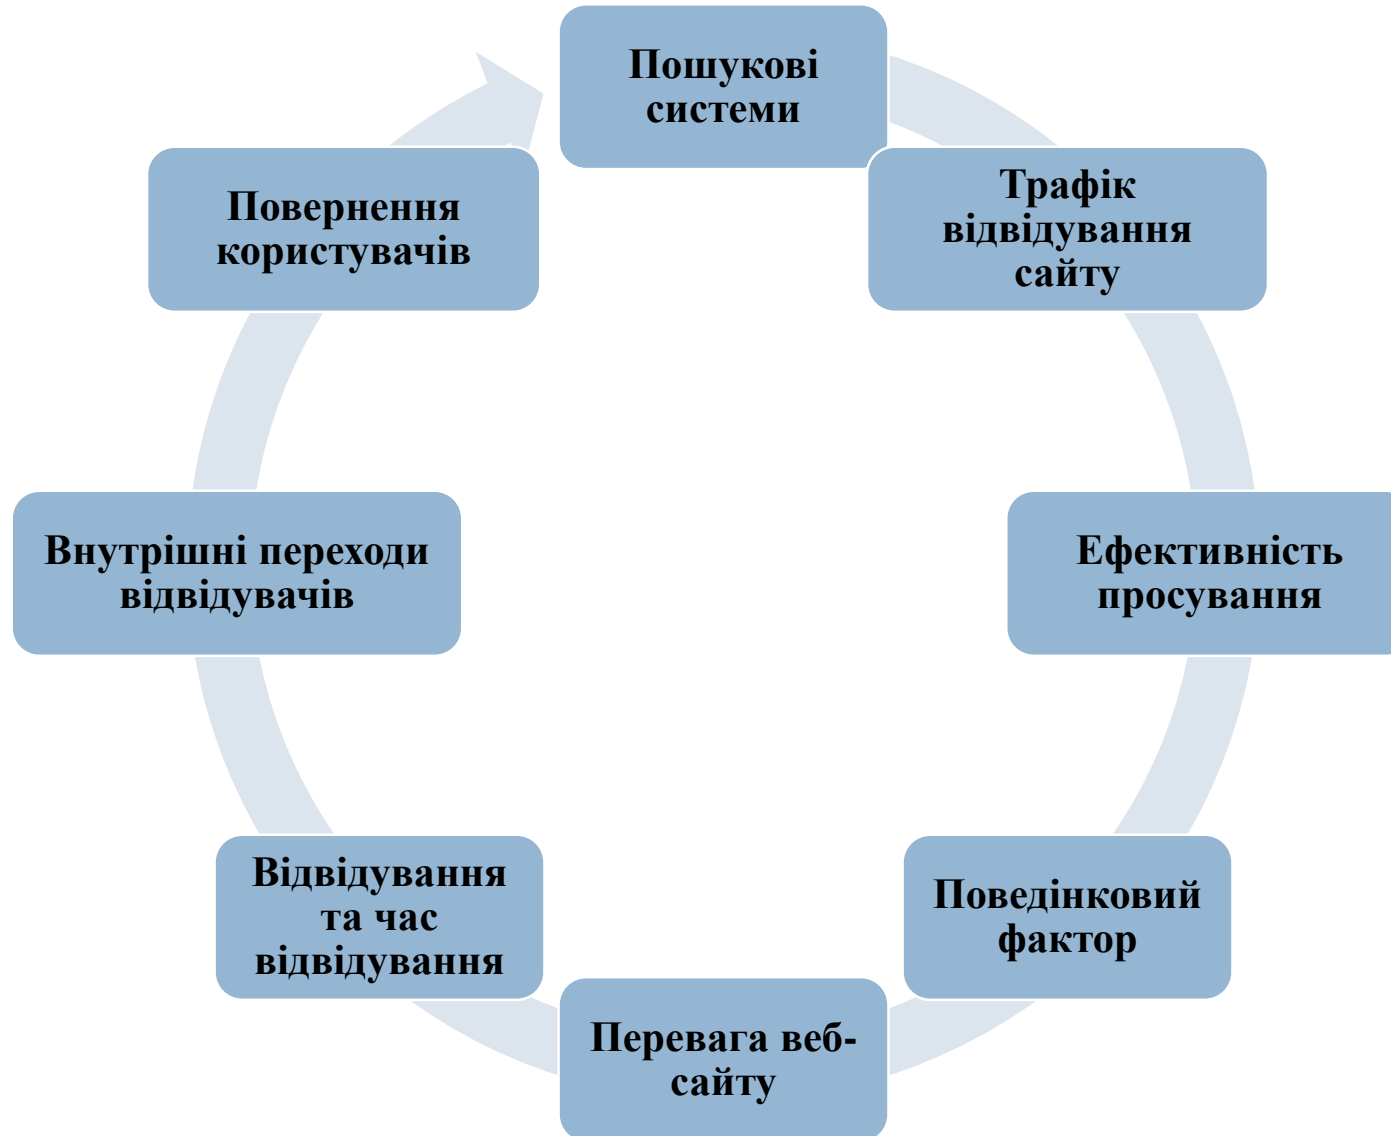 Пошукові
системи
Трафік
відвідування
сайту
Ефективність
просування
Поведінковий
фактор
Перевага веб-
сайту
Відвідування
та час
відвідування
Внутрішні переходи
відвідувачів
Повернення
користувачів